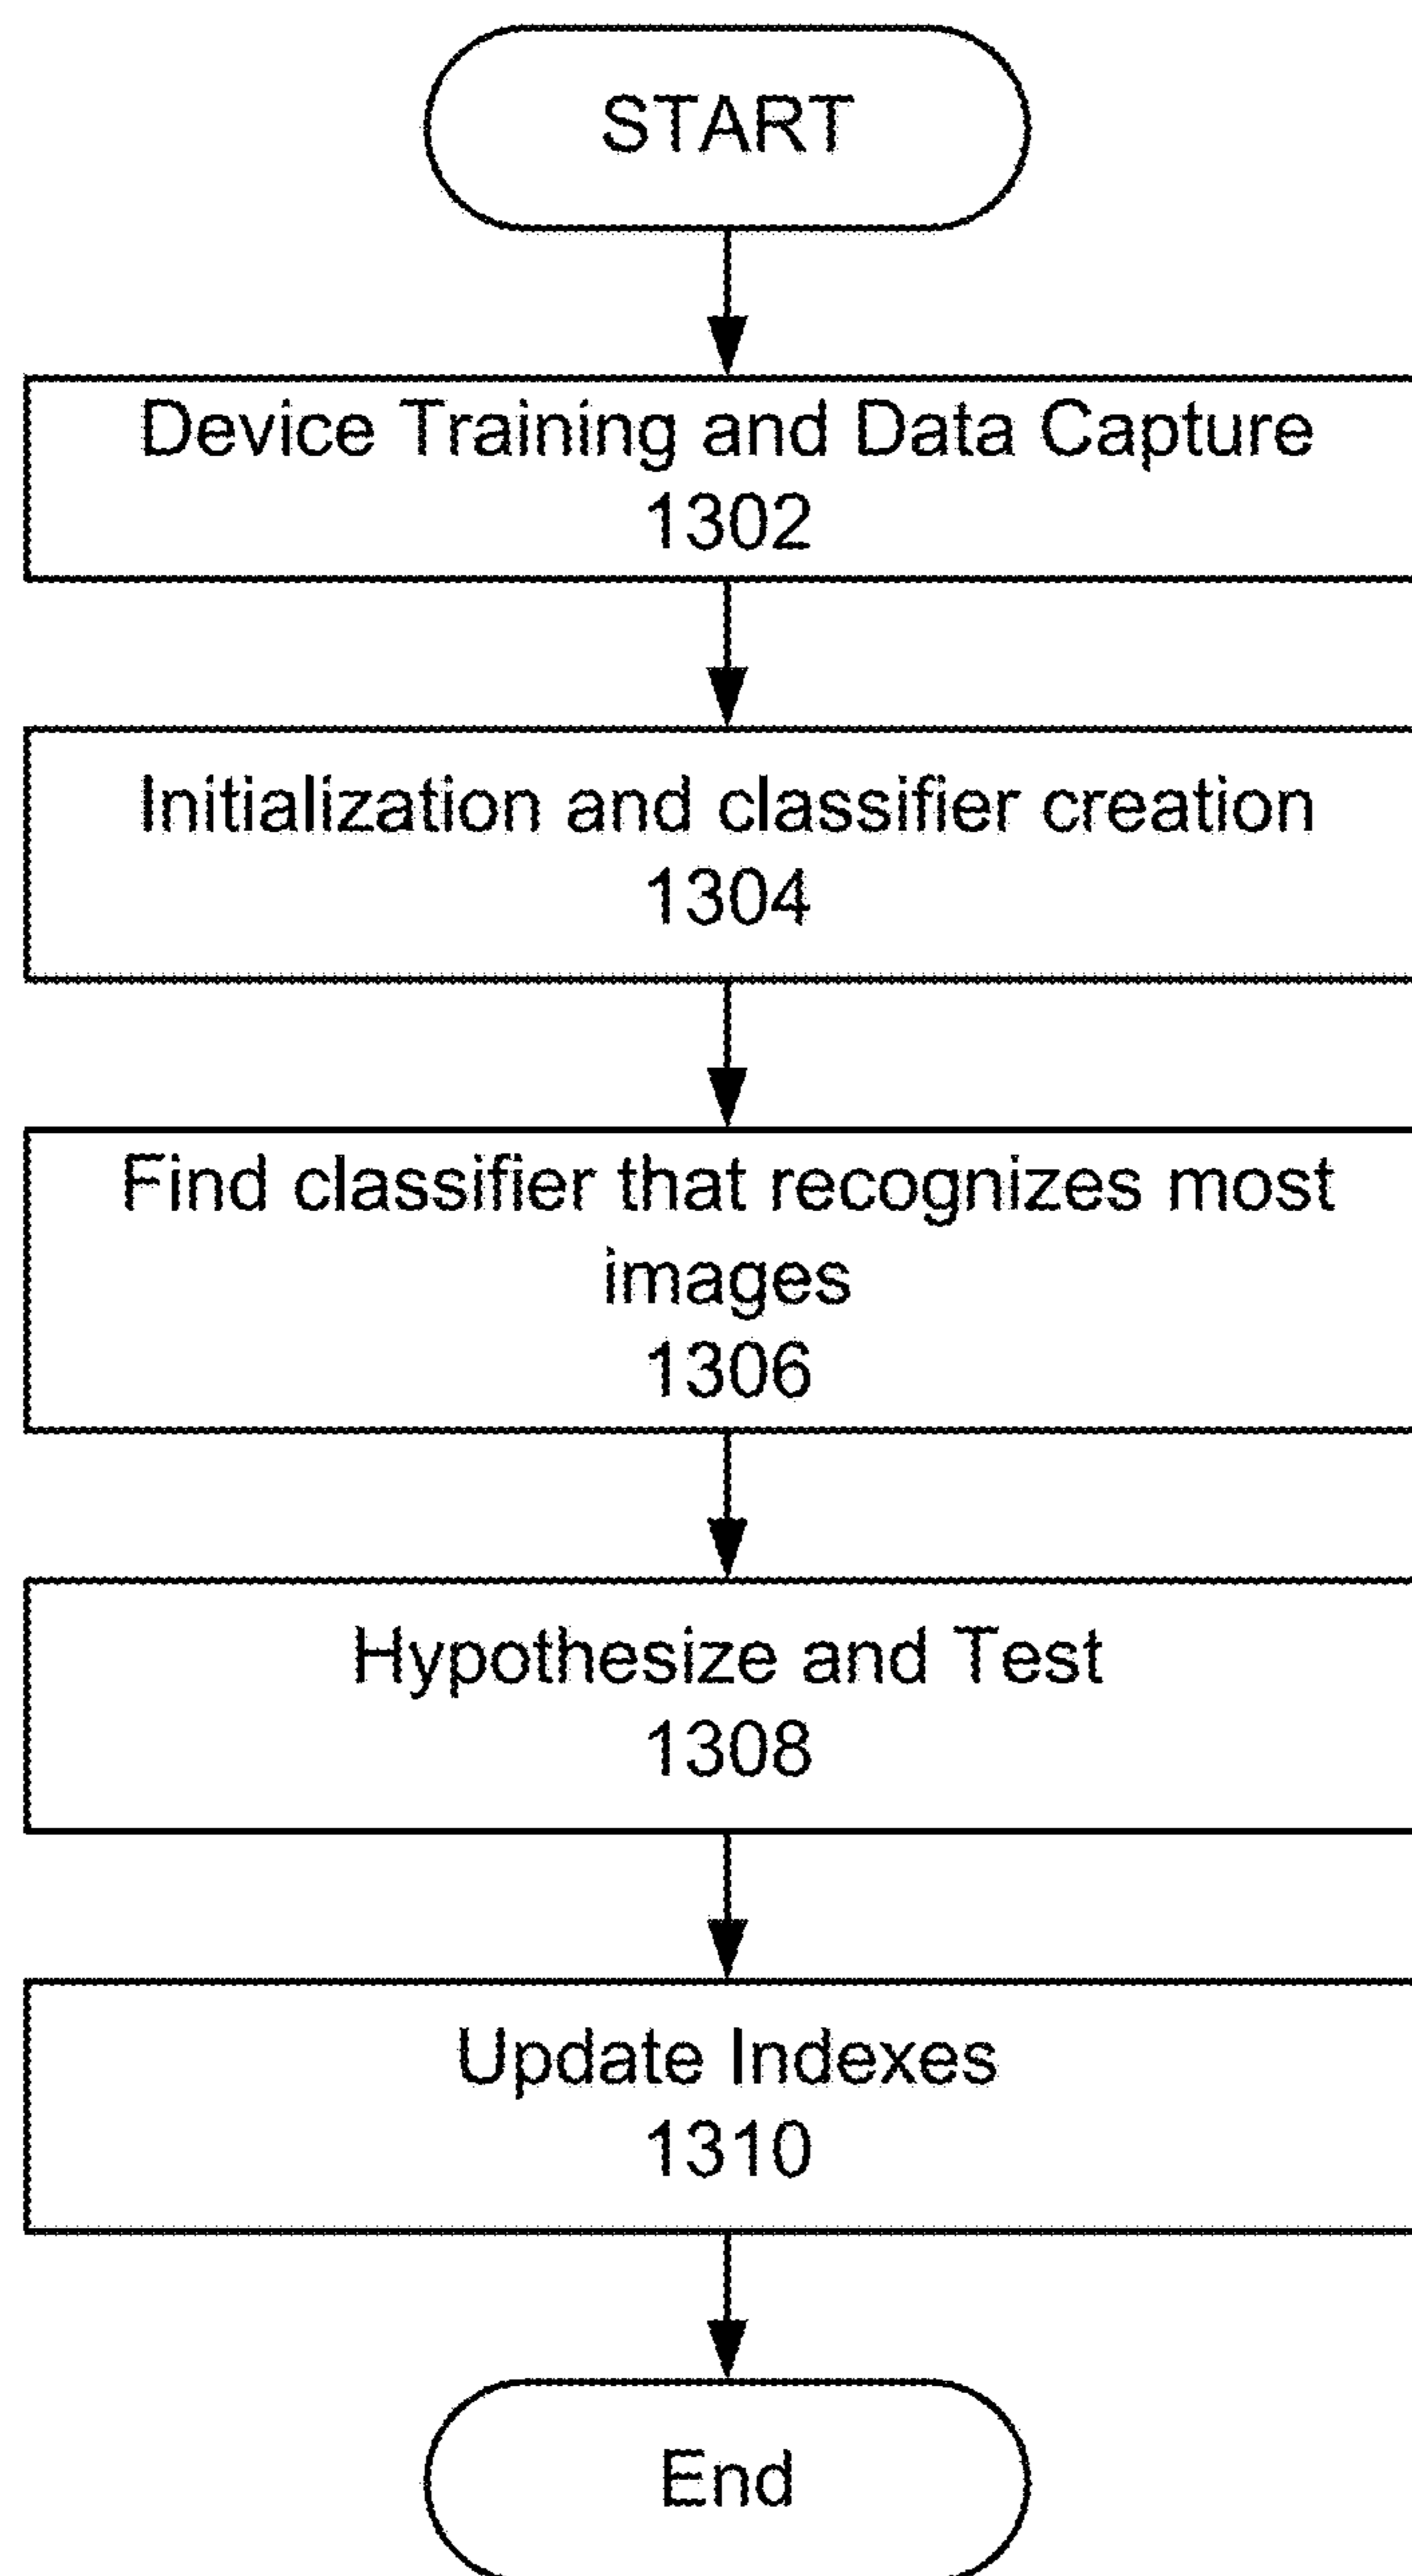 START
Device Training and Data Capture
1302
Initialization and classifier creation
1304
Find classifier that recognizes most
images
1306
Hypothesize and Test
1308
Update Indexes
1310
End